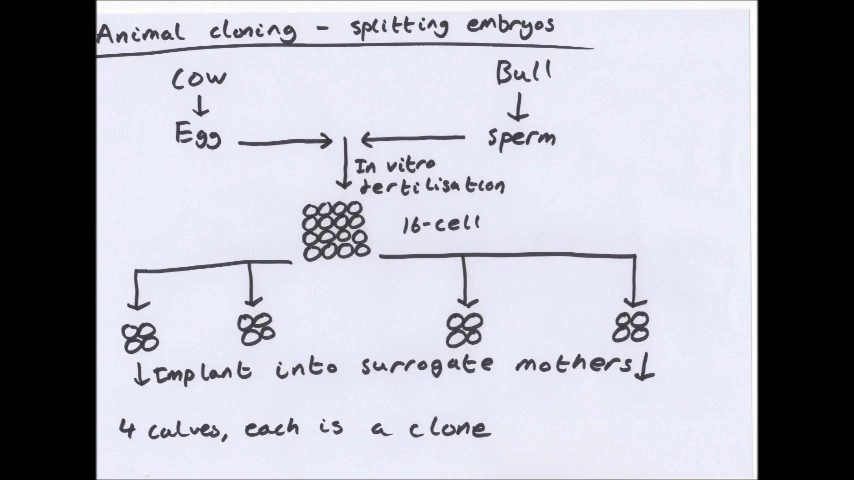 Animal cloning - splitting embryos
Cow
Bull
Egg
sperm
In vitro
fertilisation
16-cell
Implant into surrogate mothers
4 calves, each is a clone